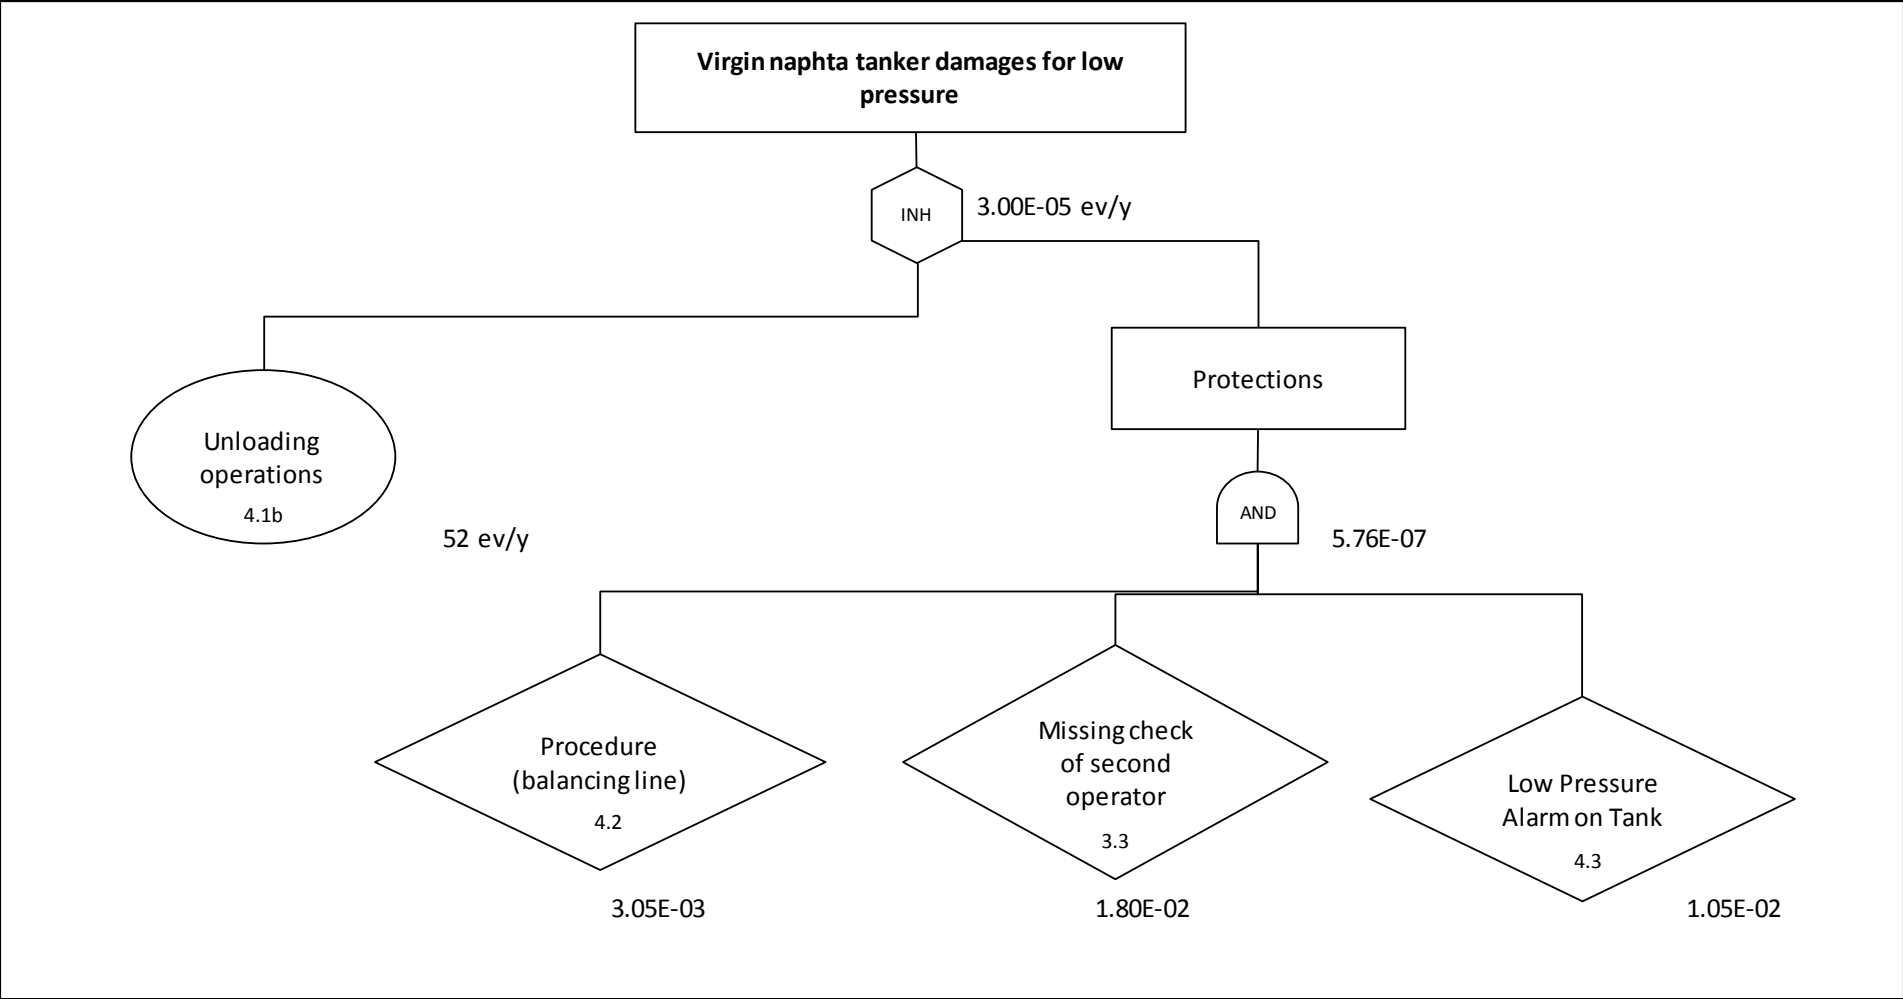 Virgin naphta tanker damages for low
pressure
INH
3.00E-05 ev/y
Protections
Unloading
operations
4.1b
52 ev/y
AND
5.76E-07
Procedure
(balancing line)
4.2
3.05E-03
Missing check
of second
operator
3.3
1.80E-02
Low Pressure
Alarm on Tank
4.3
1.05E-02